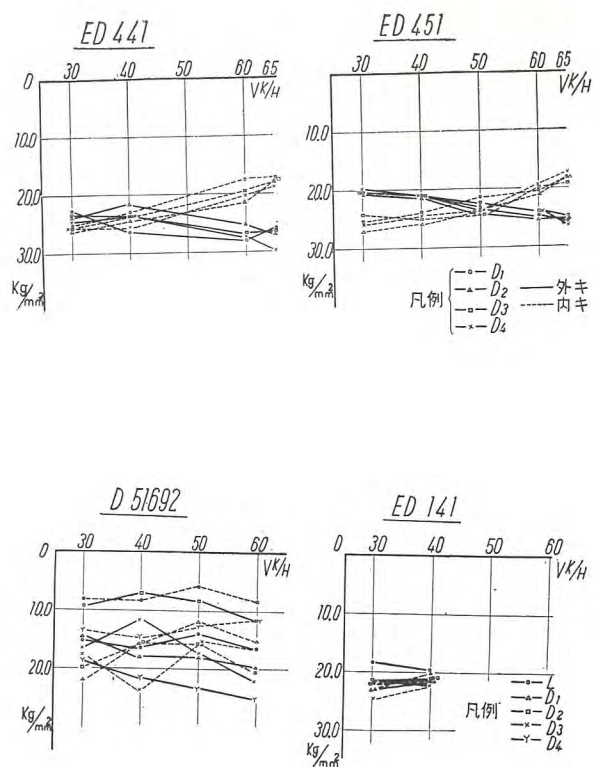 ED 441
0 30 40 50 60 65
VK/H
10.0
20.0
30.0
Kg/mm²
ED 451
30 40 50 60 65
VK/H
10.0
20.0
30.0
Kg/mm²
凡例
D1
D2
D3
D4
外キ
内キ
D 51692
0 30 40 50 60
VK/H
10.0
20.0
Kg/mm²
ED 141
0 30 40 50 60
VK/H
10.0
20.0
30.0
Kg/mm²
凡例
L
D1
D2
D3
D4